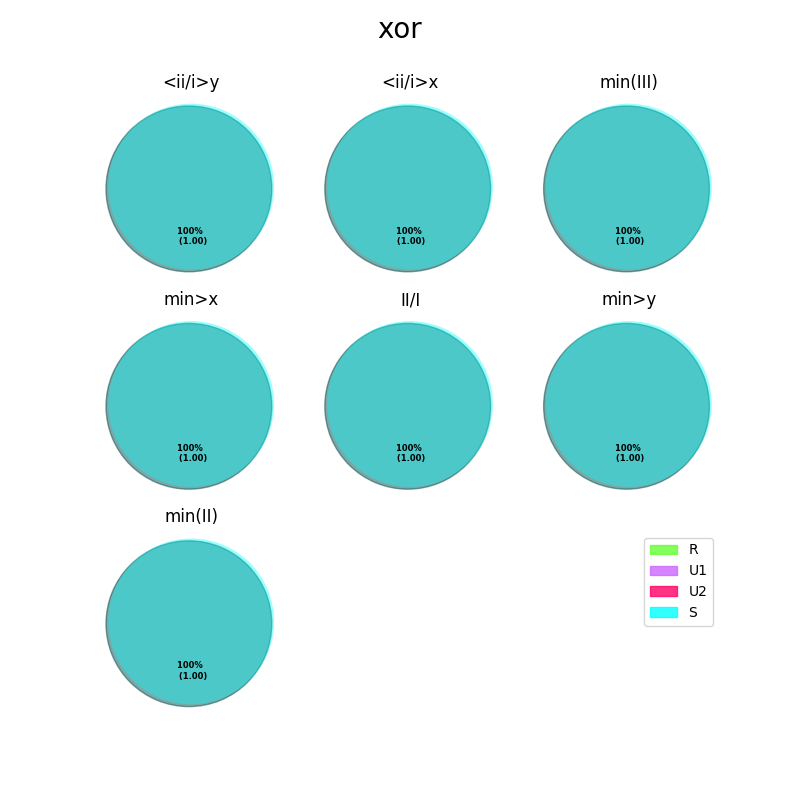 xor
<ii/i>y
<ii/i>x
min(III)
100%
(1.00)
100%
(1.00)
100%
(1.00)
min>x
II/I
min>y
100%
(1.00)
100%
(1.00)
100%
(1.00)
min(II)
100%
(1.00)
R
U1
U2
S